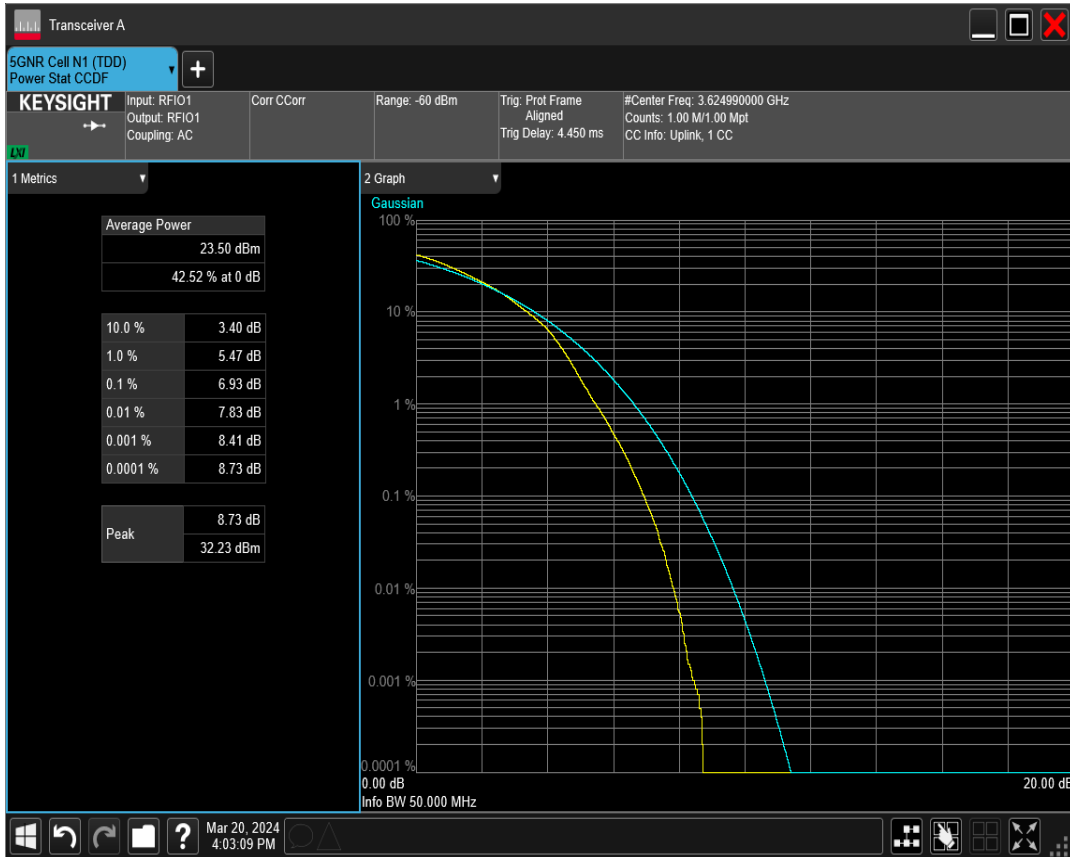 Transceiver A
5GNR Cell N1 (TDD)
Power Stat CCDF
+
KEYSIGHT
LXI
Input: RFIO1
Output: RFIO1
Coupling: AC
Corr CCorr
Range: -60 dBm
Trig: Prot Frame
Aligned
Trig Delay: 4.450 ms
#Center Freq: 3.624990000 GHz
Counts: 1.00 M/1.00 Mpt
CC Info: Uplink, 1 CC
1 Metrics
Average Power
23.50 dBm
42.52 % at 0 dB
10.0 % 3.40 dB
1.0 % 5.47 dB
0.1 % 6.93 dB
0.01 % 7.83 dB
0.001 % 8.41 dB
0.0001 % 8.73 dB
Peak
8.73 dB
32.23 dBm
2 Graph
Gaussian
100 %
10 %
1 %
0.1 %
0.01 %
0.001 %
0.0001 %
0.00 dB 20.00 dB
Info BW 50.000 MHz
?
Mar 20, 2024
4:03:09 PM